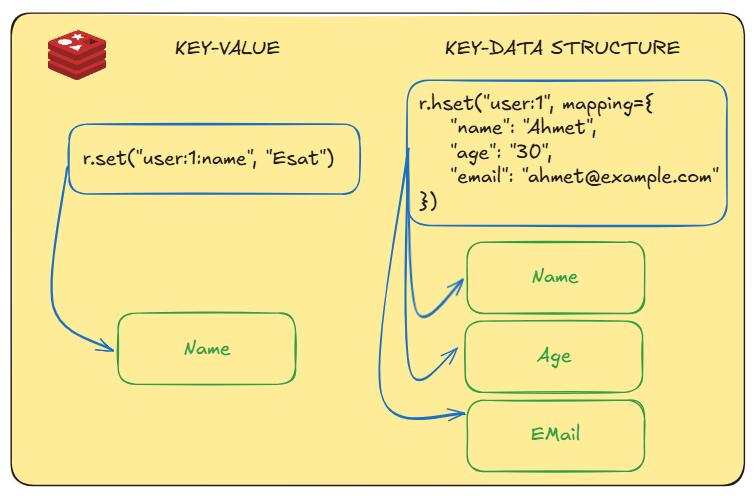 KEY-VALUE
r.set("user:1:name", "Esat")
Name
KEY-DATA STRUCTURE
r.hset("user:1", mapping={
"name": "Ahmet",
"age": "30",
"email": "ahmet@example.com"
})
Name
Age
EMail